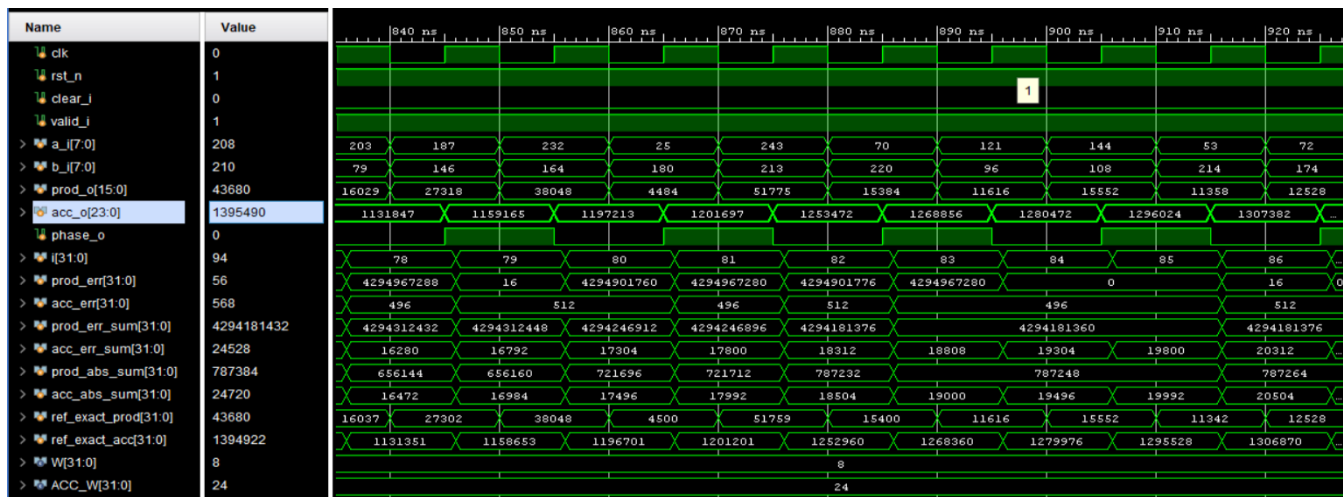 Name Value 840 ns 850 ns 860 ns 870 ns 880 ns 890 ns 900 ns 910 ns 920 ns
clk 0
rst_n 1
clear_i 0 1
valid_i 1
a_i[7:0] 208 203 187 232 25 243 70 121 144 53 72
b_i[7:0] 210 79 146 164 180 213 220 96 108 214 174
prod_o[15:0] 43680 16029 27318 38048 4484 51775 15384 11616 15552 11358 12528
acc_o[23:0] 1395490 1131847 1159165 1197213 1201697 1253472 1268856 1280472 1296024 1307382 ...
phase_o 0
i[31:0] 94 78 79 80 81 82 83 84 85 86 ...
prod_err[31:0] 56 4294967288 16 4294901760 4294967280 4294901776 4294967280 0 16 0
acc_err[31:0] 568 496 512 496 512 496 512
prod_err_sum[31:0] 4294181432 4294312432 4294312448 4294246912 4294246896 4294181376 4294181360 4294181376
acc_err_sum[31:0] 24528 16280 16792 17304 17800 18312 18808 19304 19800 20312 ...
prod_abs_sum[31:0] 787384 656144 656160 721696 721712 787232 787248 787264
acc_abs_sum[31:0] 24720 16472 16984 17496 17992 18504 19000 19496 19992 20504 ...
ref_exact_prod[31:0] 43680 16037 27302 38048 4500 51759 15400 11616 15552 11342 12528
ref_exact_acc[31:0] 1394922 1131351 1158653 1196701 1201201 1252960 1268360 1279976 1295528 1306870 ...
W[31:0] 8 8
ACC_W[31:0] 24 24